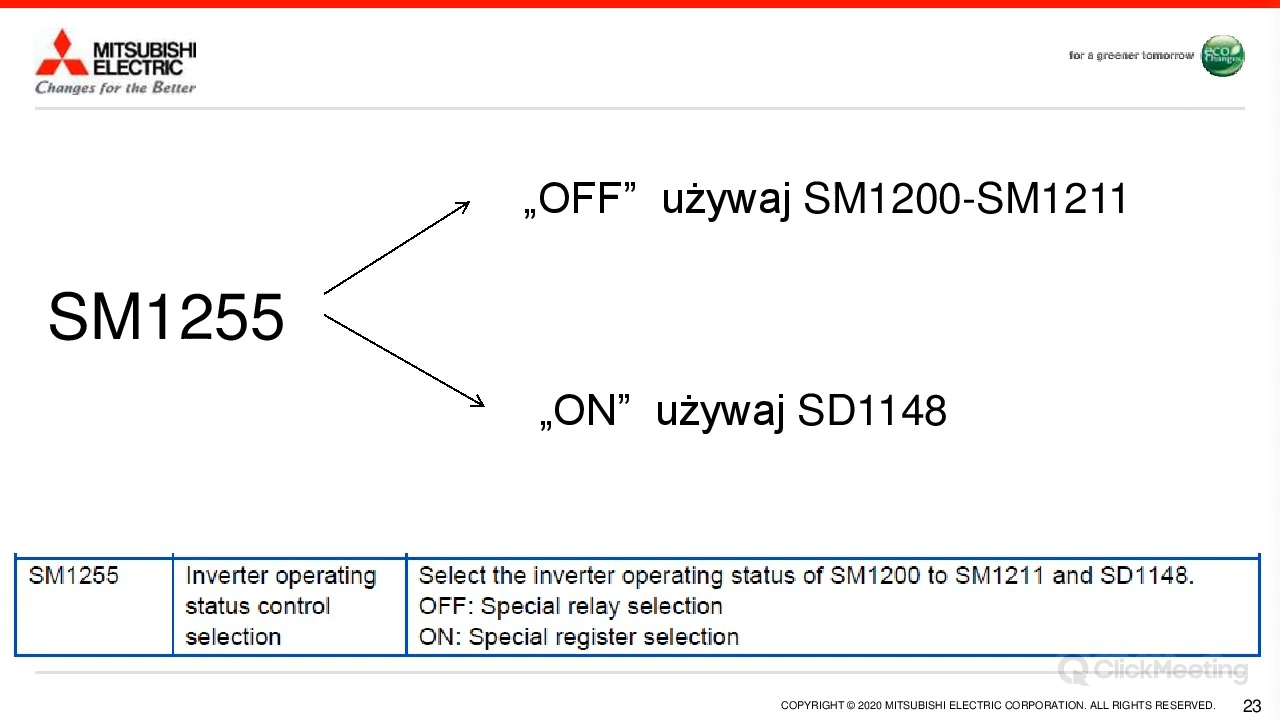 MITSUBISHI
ELECTRIC
Changes for the Better
for a greener tomorrow
eco
Changes
„OFF” używaj SM1200-SM1211
SM1255
„ON” używaj SD1148
SM1255 Inverter operating Select the inverter operating status of SM1200 to SM1211 and SD1148.
status control OFF: Special relay selection
selection ON: Special register selection
ClickMeeting
COPYRIGHT © 2020 MITSUBISHI ELECTRIC CORPORATION. ALL RIGHTS RESERVED. 23